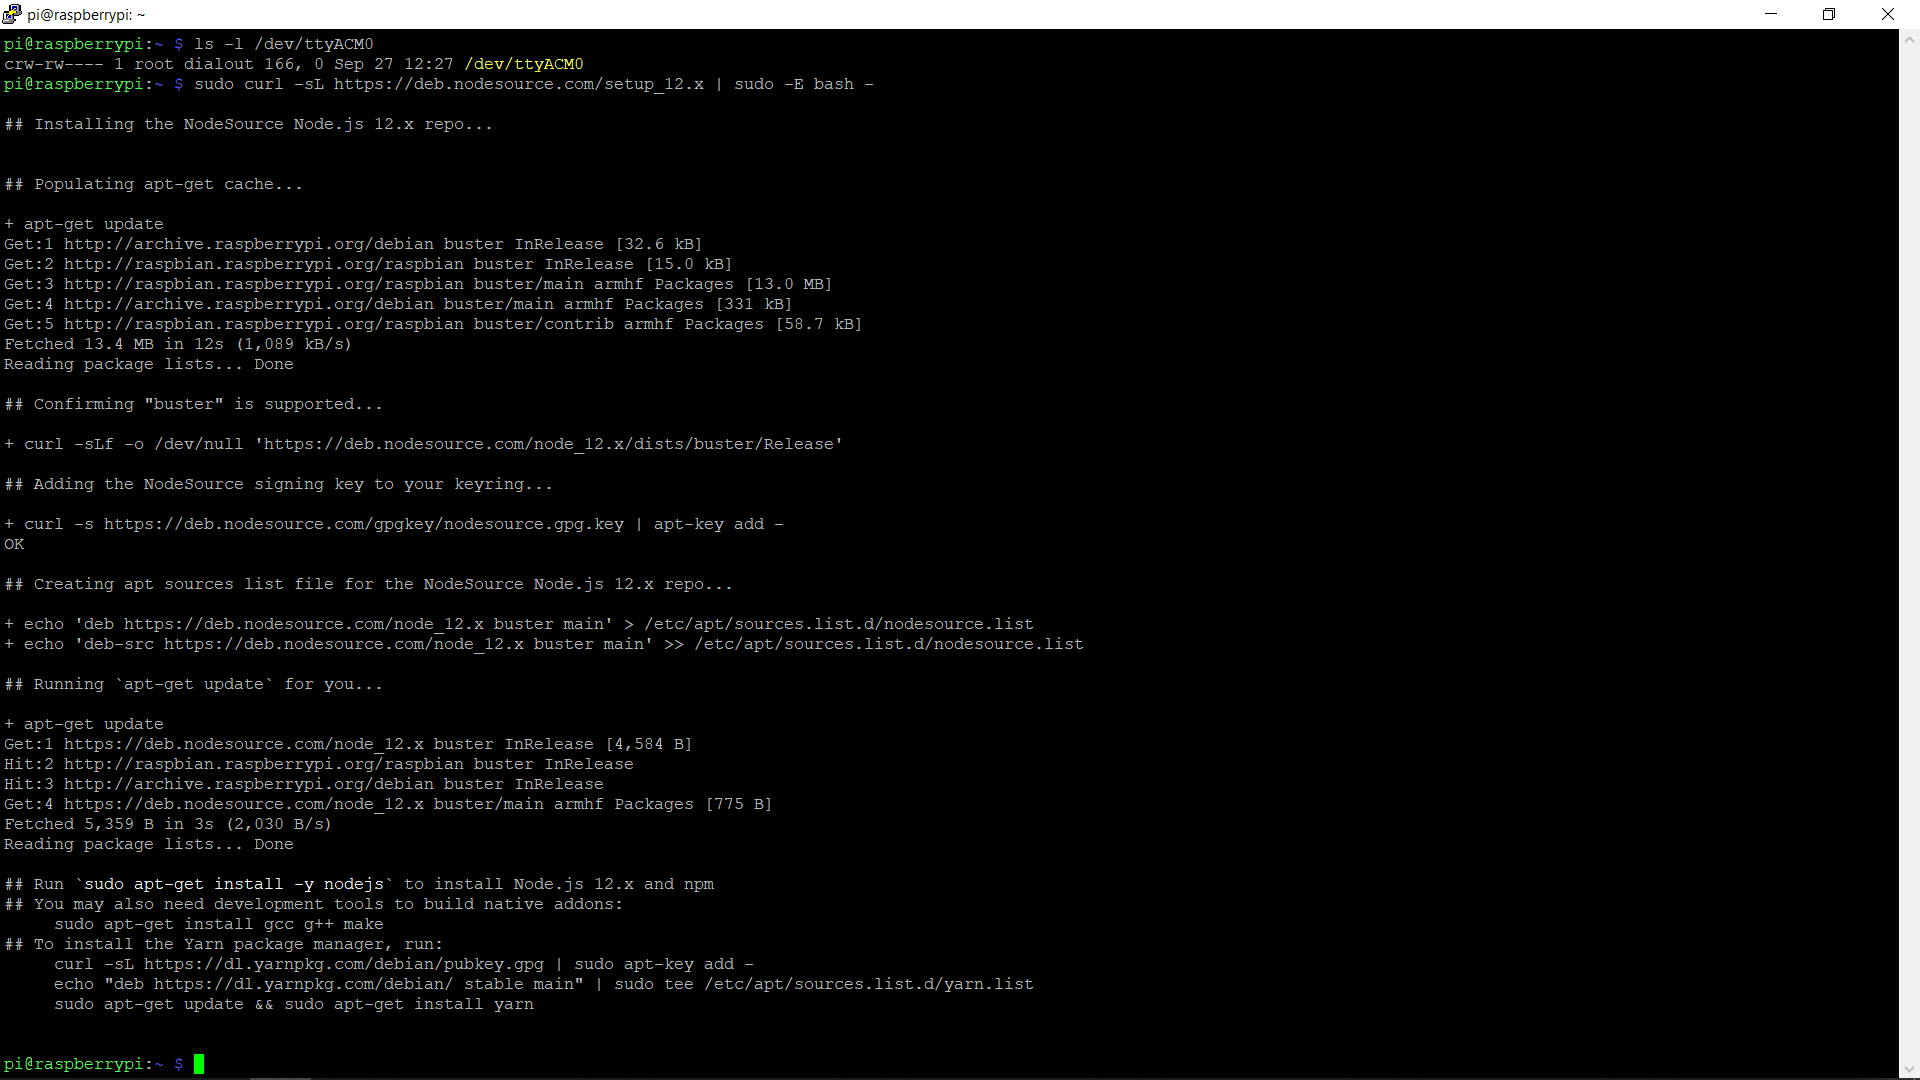 pi@raspberrypi: ~
pi@raspberrypi:~ $ ls -l /dev/ttyACM0
crw-rw---- 1 root dialout 166, 0 Sep 27 12:27 /dev/ttyACM0
pi@raspberrypi:~ $ sudo curl -sL https://deb.nodesource.com/setup_12.x | sudo -E bash -
## Installing the NodeSource Node.js 12.x repo...
## Populating apt-get cache...
+ apt-get update
Get:1 http://archive.raspberrypi.org/debian buster InRelease [32.6 kB]
Get:2 http://raspbian.raspberrypi.org/raspbian buster InRelease [15.0 kB]
Get:3 http://raspbian.raspberrypi.org/raspbian buster/main armhf Packages [13.0 MB]
Get:4 http://archive.raspberrypi.org/debian buster/main armhf Packages [331 kB]
Get:5 http://raspbian.raspberrypi.org/raspbian buster/contrib armhf Packages [58.7 kB]
Fetched 13.4 MB in 12s (1,089 kB/s)
Reading package lists... Done
## Confirming "buster" is supported...
+ curl -sLf -o /dev/null 'https://deb.nodesource.com/node_12.x/dists/buster/Release'
## Adding the NodeSource signing key to your keyring...
+ curl -s https://deb.nodesource.com/gpgkey/nodesource.gpg.key | apt-key add -
OK
## Creating apt sources list file for the NodeSource Node.js 12.x repo...
+ echo 'deb https://deb.nodesource.com/node_12.x buster main' > /etc/apt/sources.list.d/nodesource.list
+ echo 'deb-src https://deb.nodesource.com/node_12.x buster main' >> /etc/apt/sources.list.d/nodesource.list
## Running `apt-get update` for you...
+ apt-get update
Get:1 https://deb.nodesource.com/node_12.x buster InRelease [4,584 B]
Hit:2 http://raspbian.raspberrypi.org/raspbian buster InRelease
Hit:3 http://archive.raspberrypi.org/debian buster InRelease
Get:4 https://deb.nodesource.com/node_12.x buster/main armhf Packages [775 B]
Fetched 5,359 B in 3s (2,030 B/s)
Reading package lists... Done
## Run `sudo apt-get install -y nodejs` to install Node.js 12.x and npm
## You may also need development tools to build native addons:
sudo apt-get install gcc g++ make
## To install the Yarn package manager, run:
curl -sL https://dl.yarnpkg.com/debian/pubkey.gpg | sudo apt-key add -
echo "deb https://dl.yarnpkg.com/debian/ stable main" | sudo tee /etc/apt/sources.list.d/yarn.list
sudo apt-get update && sudo apt-get install yarn
pi@raspberrypi:~ $